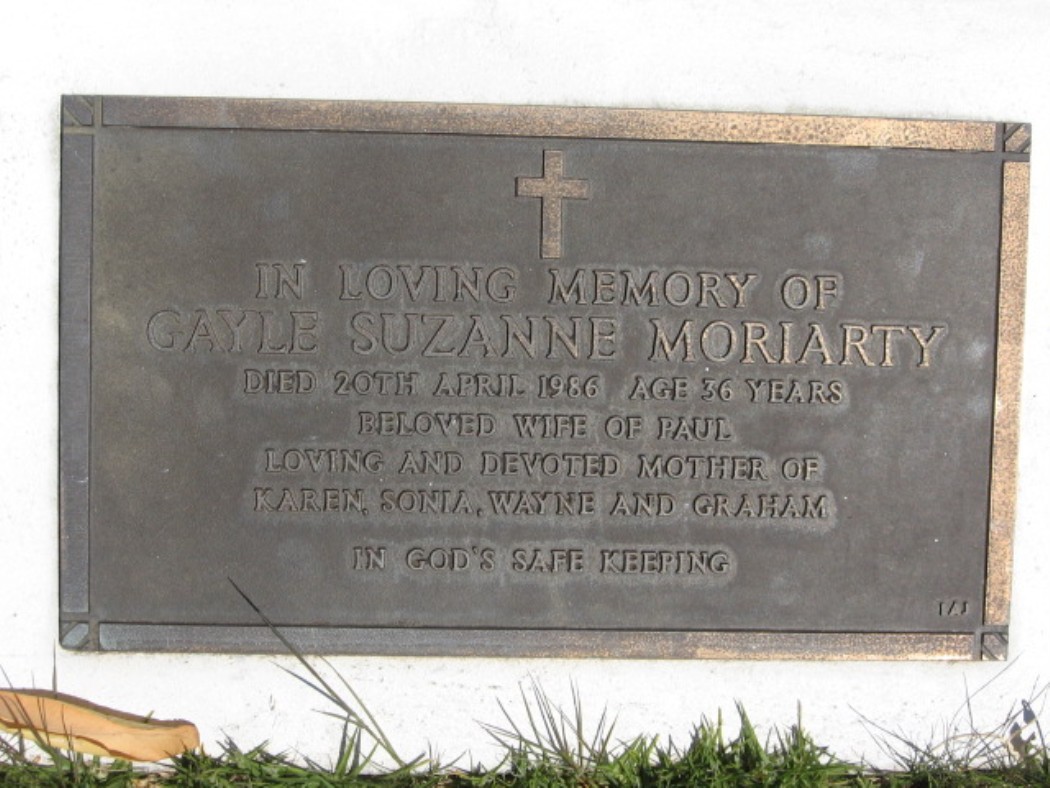 IN LOVING MEMORY OF
GAYLE SUZANNE MORIARTY
DIED 20TH APRIL 1986 AGE 36 YEARS
BELOVED WIFE OF PAUL
LOVING AND DEVOTED MOTHER OF
KAREN, SONIA, WAYNE AND GRAHAM
IN GOD'S SAFE KEEPING